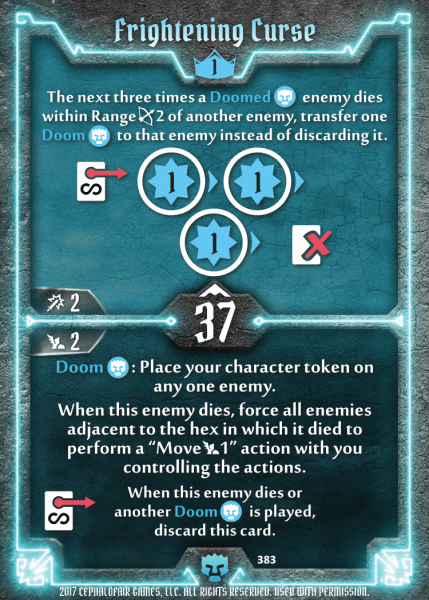 Frightening Curse
1
The next three times a Doomed enemy dies
within Range 2 of another enemy, transfer one
Doom to that enemy instead of discarding it.
1 1
1
2
37
2
Doom : Place your character token on
any one enemy.
When this enemy dies, force all enemies
adjacent to the hex in which it died to
perform a “Move 1” action with you
controlling the actions.
When this enemy dies or
another Doom is played,
discard this card.
383
2017 CEPHALOFAIR GAMES, LLC. ALL RIGHTS RESERVED. USED WITH PERMISSION.